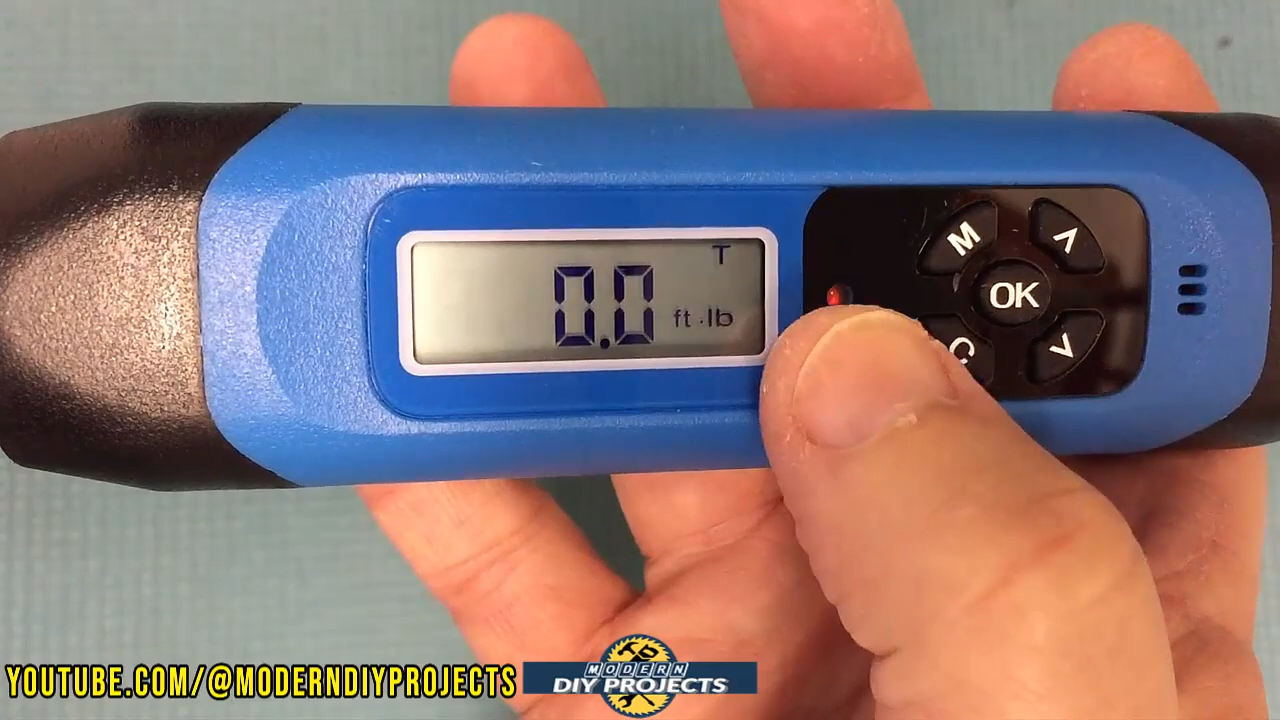 T
0.0 ft·lb
M
^
OK
C
V
YOUTUBE.COM/@MODERNDIYPROJECTS
MODERN
DIY PROJECTS